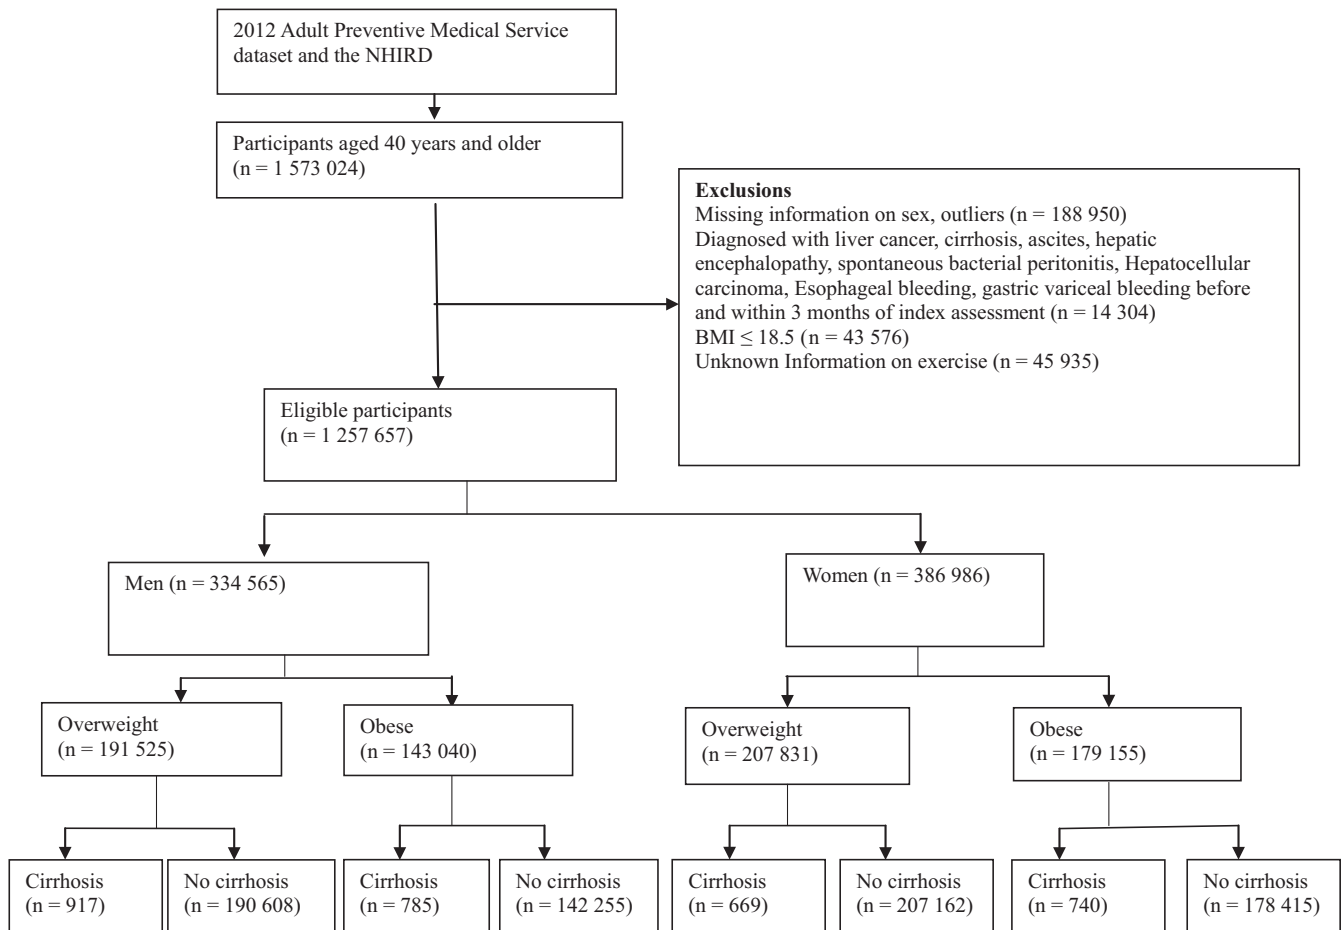 2012 Adult Preventive Medical Service
dataset and the NHIRD
Participants aged 40 years and older
(n = 1 573 024)
Exclusions
Missing information on sex, outliers (n = 188 950)
Diagnosed with liver cancer, cirrhosis, ascites, hepatic
encephalopathy, spontaneous bacterial peritonitis, Hepatocellular
carcinoma, Esophageal bleeding, gastric variceal bleeding before
and within 3 months of index assessment (n = 14 304)
BMI ≤ 18.5 (n = 43 576)
Unknown Information on exercise (n = 45 935)
Eligible participants
(n = 1 257 657)
Men (n = 334 565)
Women (n = 386 986)
Overweight
(n = 191 525)
Obese
(n = 143 040)
Overweight
(n = 207 831)
Obese
(n = 179 155)
Cirrhosis
(n = 917)
No cirrhosis
(n = 190 608)
Cirrhosis
(n = 785)
No cirrhosis
(n = 142 255)
Cirrhosis
(n = 669)
No cirrhosis
(n = 207 162)
Cirrhosis
(n = 740)
No cirrhosis
(n = 178 415)